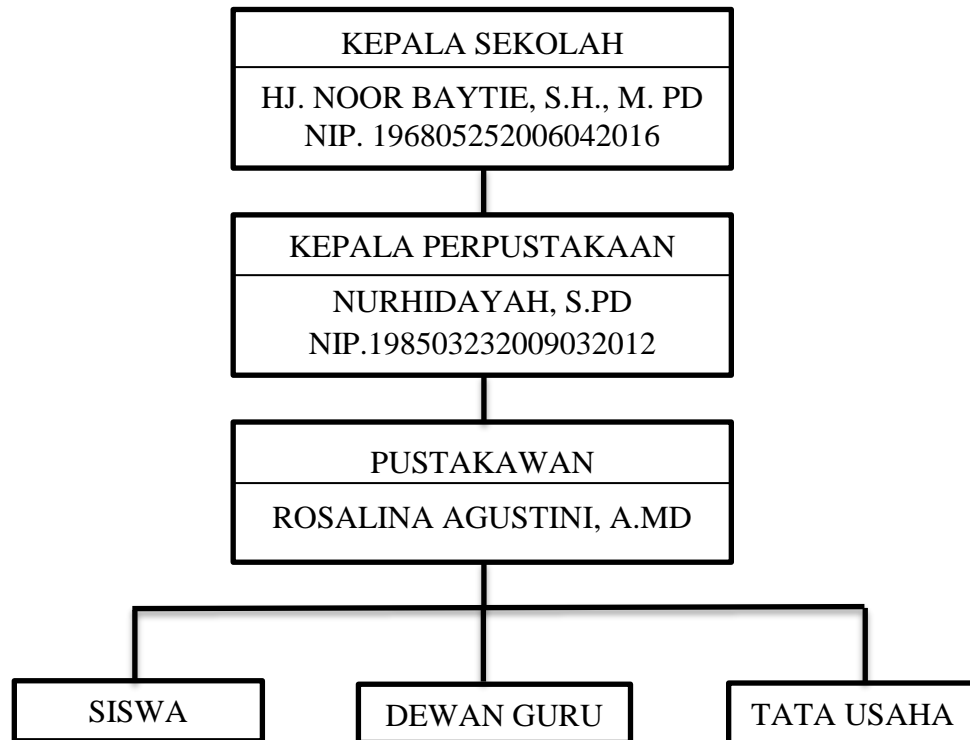 KEPALA SEKOLAH
HJ. NOOR BAYTIE, S.H., M. PD
NIP. 196805252006042016
KEPALA PERPUSTAKAAN
NURHIDAYAH, S.PD
NIP.198503232009032012
PUSTAKAWAN
ROSALINA AGUSTINI, A.MD
SISWA
DEWAN GURU
TATA USAHA